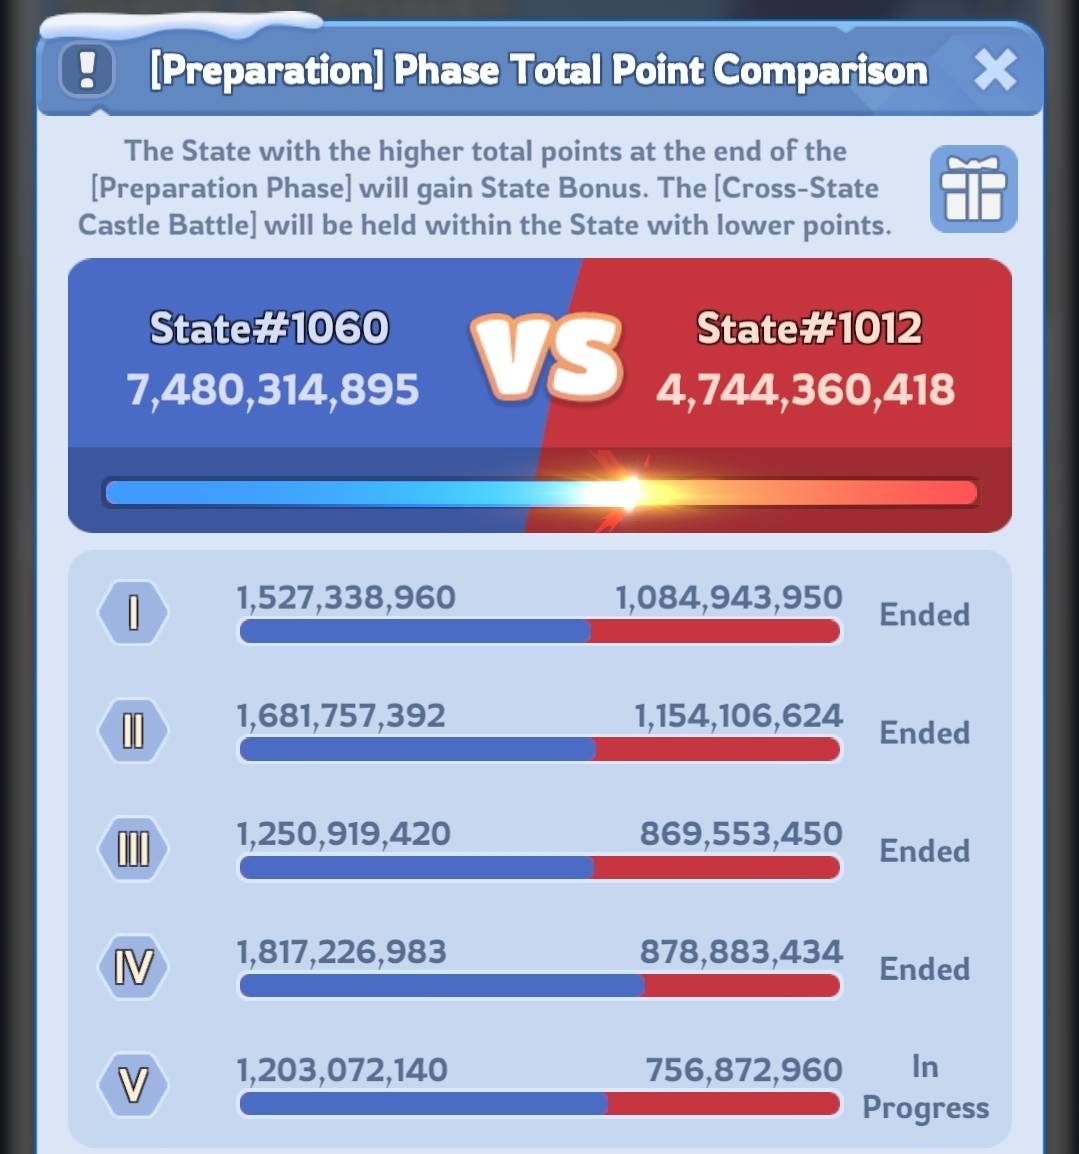 ! [Preparation] Phase Total Point Comparison
The State with the higher total points at the end of the
[Preparation Phase] will gain State Bonus. The [Cross-State
Castle Battle] will be held within the State with lower points.
State#1060 VS State#1012
7,480,314,895 4,744,360,418
I 1,527,338,960 1,084,943,950 Ended
II 1,681,757,392 1,154,106,624 Ended
III 1,250,919,420 869,553,450 Ended
IV 1,817,226,983 878,883,434 Ended
V 1,203,072,140 756,872,960 In
Progress